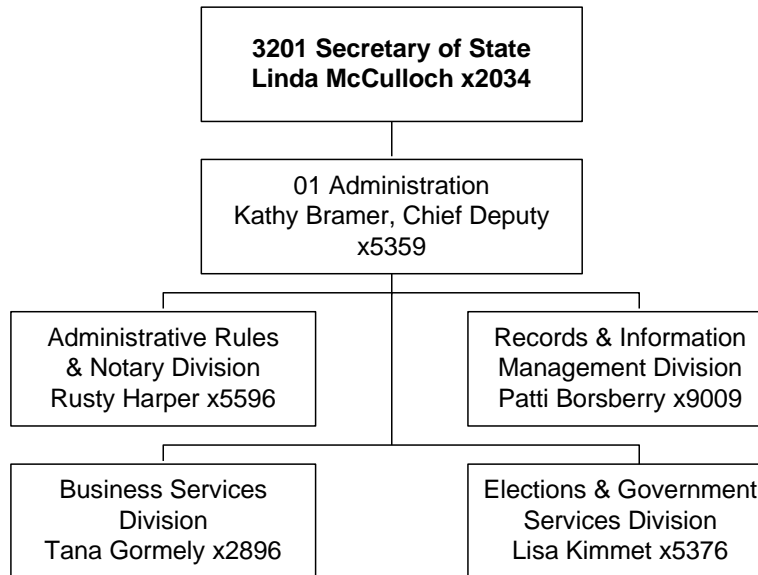 3201 Secretary of State
Linda McCulloch x2034
01 Administration
Kathy Bramer, Chief Deputy
x5359
Administrative Rules
& Notary Division
Rusty Harper x5596
Records & Information
Management Division
Patti Borsberry x9009
Business Services
Division
Tana Gormely x2896
Elections & Government
Services Division
Lisa Kimmet x5376